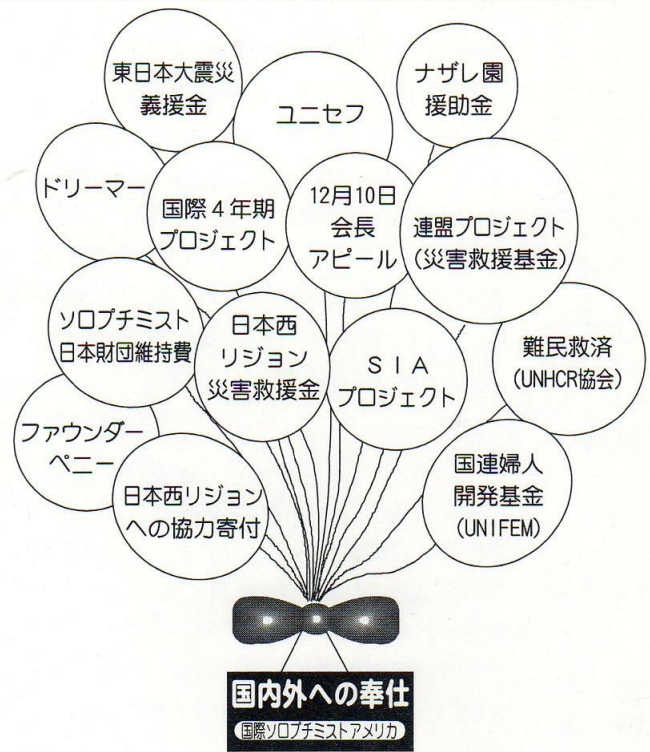 東日本大震災
義援金
ユニセフ
ナザレ園
援助金
ドリーマー
国際4年期
プロジェクト
12月10日
会長
アピール
連盟プロジェクト
(災害救援基金)
ソロプチミスト
日本財団維持費
日本西
リジョン
災害救援金
SIA
プロジェクト
難民救済
(UNHCR協会)
ファウンダー
ペニー
日本西リジョン
への協力寄付
国連婦人
開発基金
(UNIFEM)
国内外への奉仕
国際ソロプチミストアメリカ